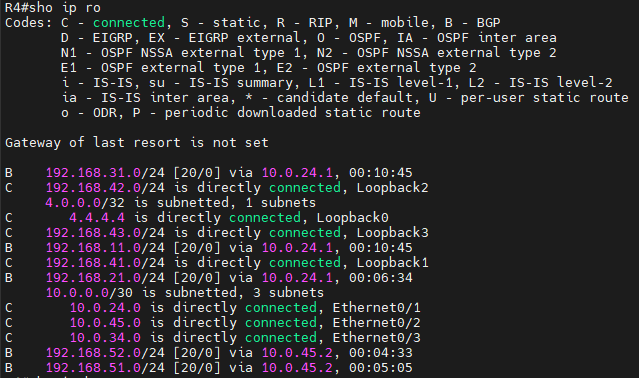 R4#sho ip ro
Codes: C - connected, S - static, R - RIP, M - mobile, B - BGP
       D - EIGRP, EX - EIGRP external, O - OSPF, IA - OSPF inter area
       N1 - OSPF NSSA external type 1, N2 - OSPF NSSA external type 2
       E1 - OSPF external type 1, E2 - OSPF external type 2
       i - IS-IS, su - IS-IS summary, L1 - IS-IS level-1, L2 - IS-IS level-2
       ia - IS-IS inter area, * - candidate default, U - per-user static route
       o - ODR, P - periodic downloaded static route
Gateway of last resort is not set
B    192.168.31.0/24 [20/0] via 10.0.24.1, 00:10:45
C    192.168.42.0/24 is directly connected, Loopback2
     4.0.0.0/32 is subnetted, 1 subnets
C       4.4.4.4 is directly connected, Loopback0
C    192.168.43.0/24 is directly connected, Loopback3
B    192.168.11.0/24 [20/0] via 10.0.24.1, 00:10:45
C    192.168.41.0/24 is directly connected, Loopback1
B    192.168.21.0/24 [20/0] via 10.0.24.1, 00:06:34
     10.0.0.0/30 is subnetted, 3 subnets
C       10.0.24.0 is directly connected, Ethernet0/1
C       10.0.45.0 is directly connected, Ethernet0/2
C       10.0.34.0 is directly connected, Ethernet0/3
B    192.168.52.0/24 [20/0] via 10.0.45.2, 00:04:33
B    192.168.51.0/24 [20/0] via 10.0.45.2, 00:05:05